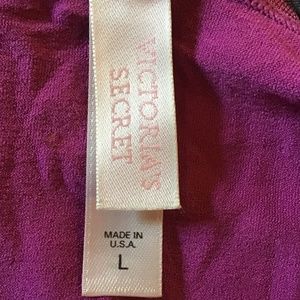 VICTORIA'S
SECRET
MADE IN
U.S.A.
L